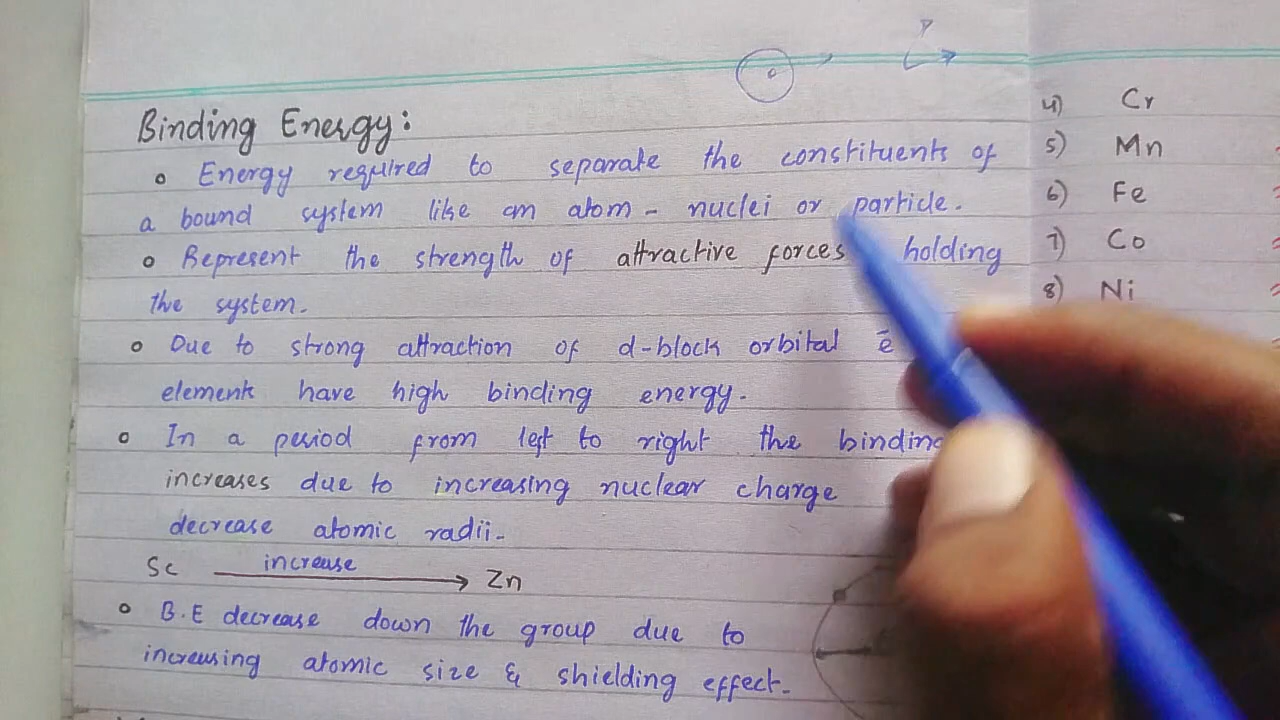 Binding Energy:
Energy required to separate the constituents of
a bound system like an atom - nuclei or particle.
Represent the strength of attractive forces holding
the system.
Due to strong attraction of d-block orbital ē
element have high binding energy.
In a period from left to right the binding
increases due to increasing nuclear charge
decrease atomic radii.
Sc increase Zn
B.E decrease down the group due to
increasing atomic size & shielding effect.
4) Cr
5) Mn
6) Fe
7) Co
8) Ni